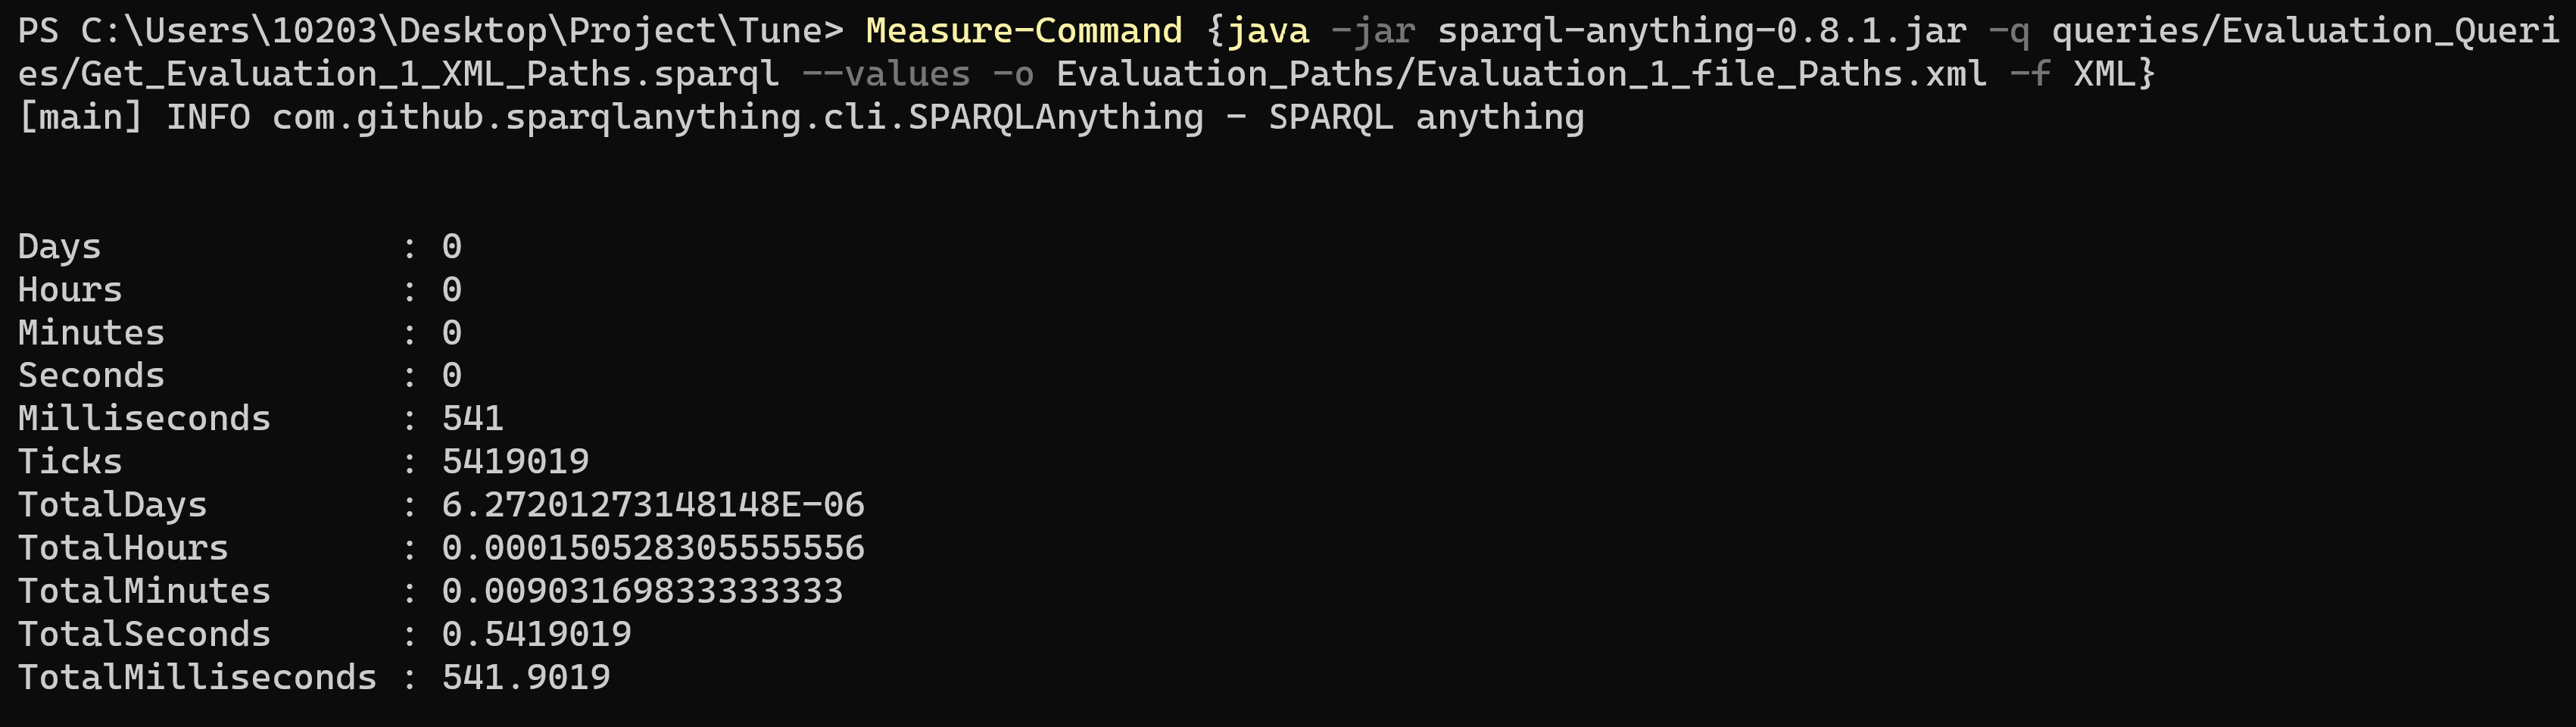 PS C:\Users\10203\Desktop\Project\Tune> Measure-Command {java -jar sparql-anything-0.8.1.jar -q queries/Evaluation_Queri
es/Get_Evaluation_1_XML_Paths.sparql --values -o Evaluation_Paths/Evaluation_1_file_Paths.xml -f XML}
[main] INFO com.github.sparqlanything.cli.SPARQLAnything - SPARQL anything
Days              : 0
Hours             : 0
Minutes           : 0
Seconds           : 0
Milliseconds      : 541
Ticks             : 5419019
TotalDays         : 6.27201273148148E-06
TotalHours        : 0.000150528305555556
TotalMinutes      : 0.00903169833333333
TotalSeconds      : 0.5419019
TotalMilliseconds : 541.9019